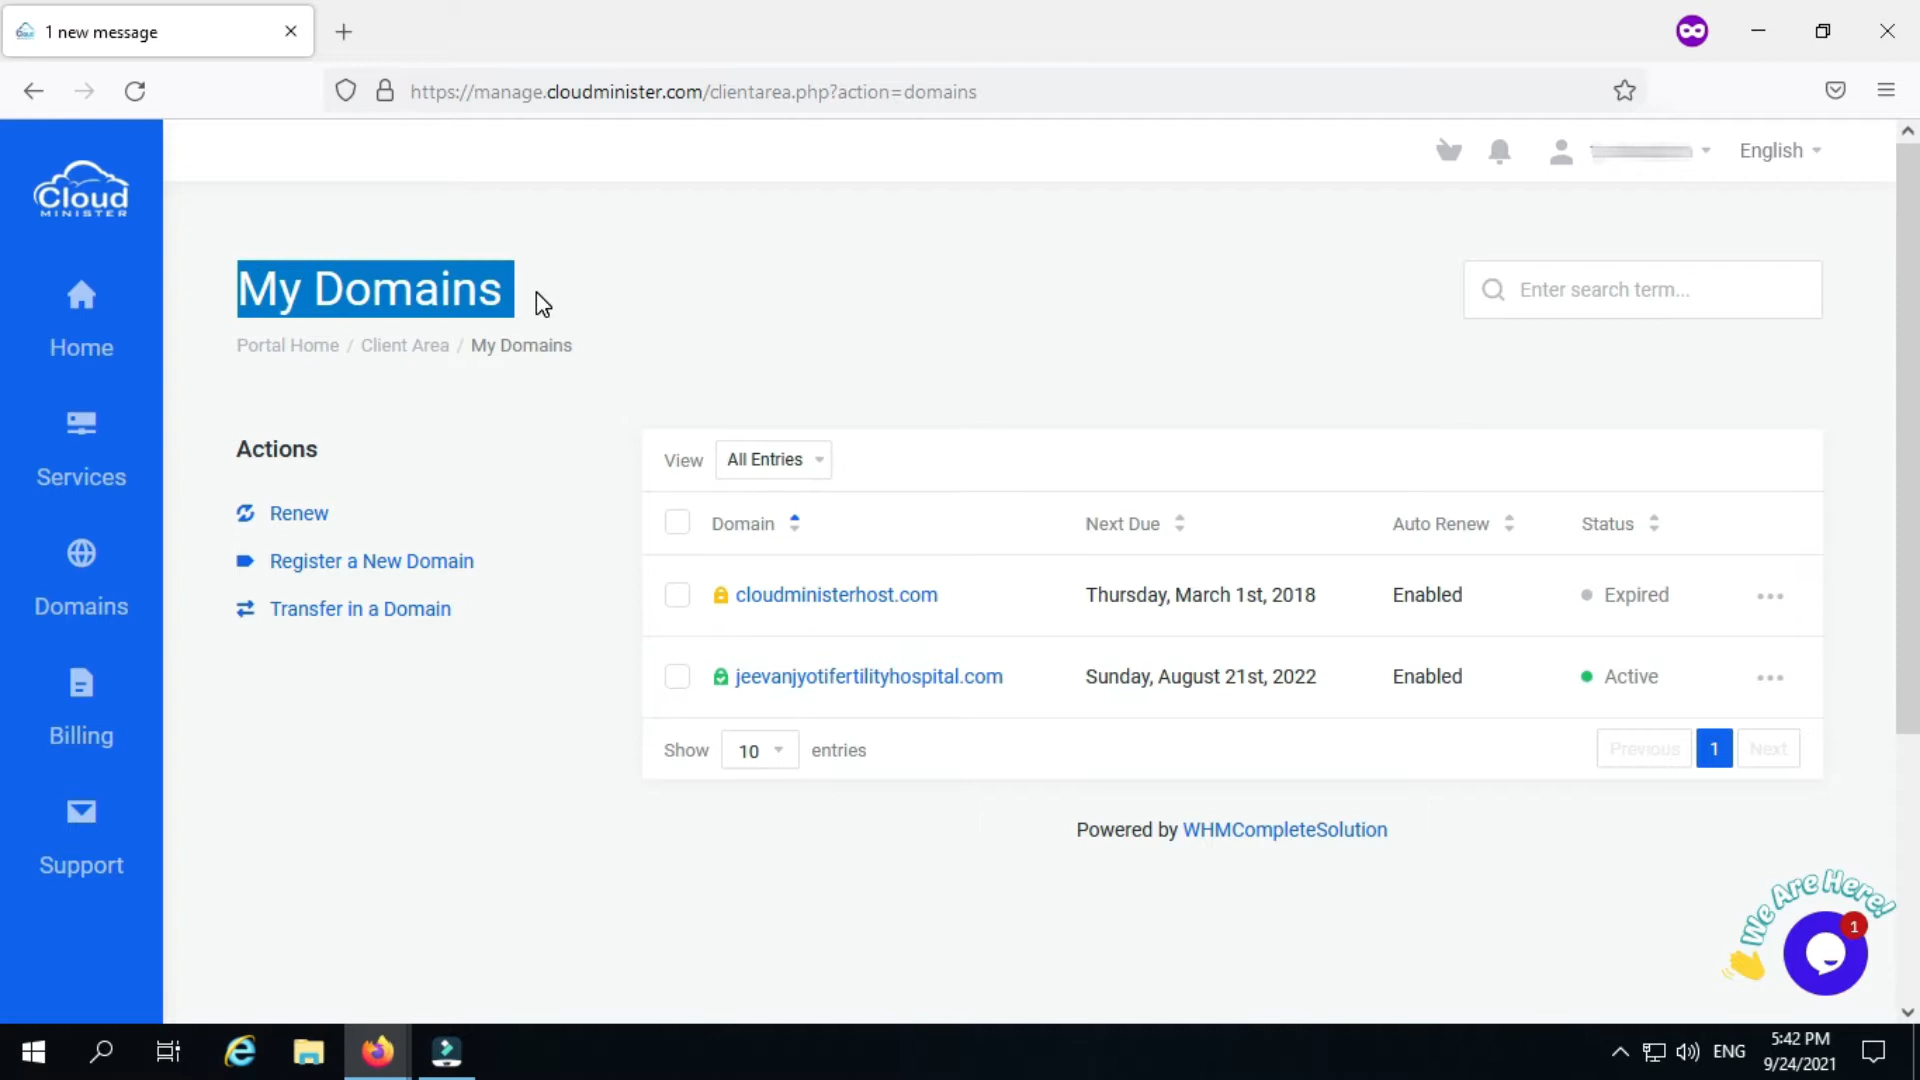 1 new message
https://manage.cloudminister.com/clientarea.php?action=domains
English
Cloud
MINISTER
Home
Services
Domains
Billing
Support
My Domains
Enter search term...
Portal Home / Client Area / My Domains
Actions
Renew
Register a New Domain
Transfer in a Domain
View All Entries
Domain Next Due Auto Renew Status
cloudministerhost.com Thursday, March 1st, 2018 Enabled Expired
jeevanjyotifertilityhospital.com Sunday, August 21st, 2022 Enabled Active
Show 10 entries Previous 1 Next
Powered by WHMCompleteSolution
We Are Here!
1
ENG
5:42 PM
9/24/2021